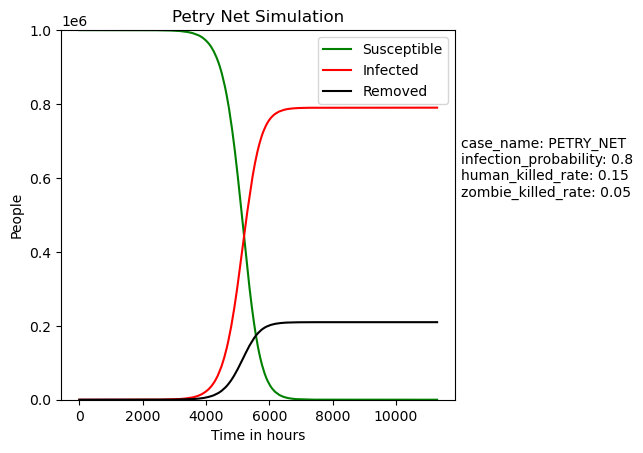 Petry Net Simulation
1e6
1.0
0.8
0.6
0.4
0.2
0.0
People
Susceptible
Infected
Removed
case_name: PETRY_NET
infection_probability: 0.8
human_killed_rate: 0.15
zombie_killed_rate: 0.05
0 2000 4000 6000 8000 10000
Time in hours